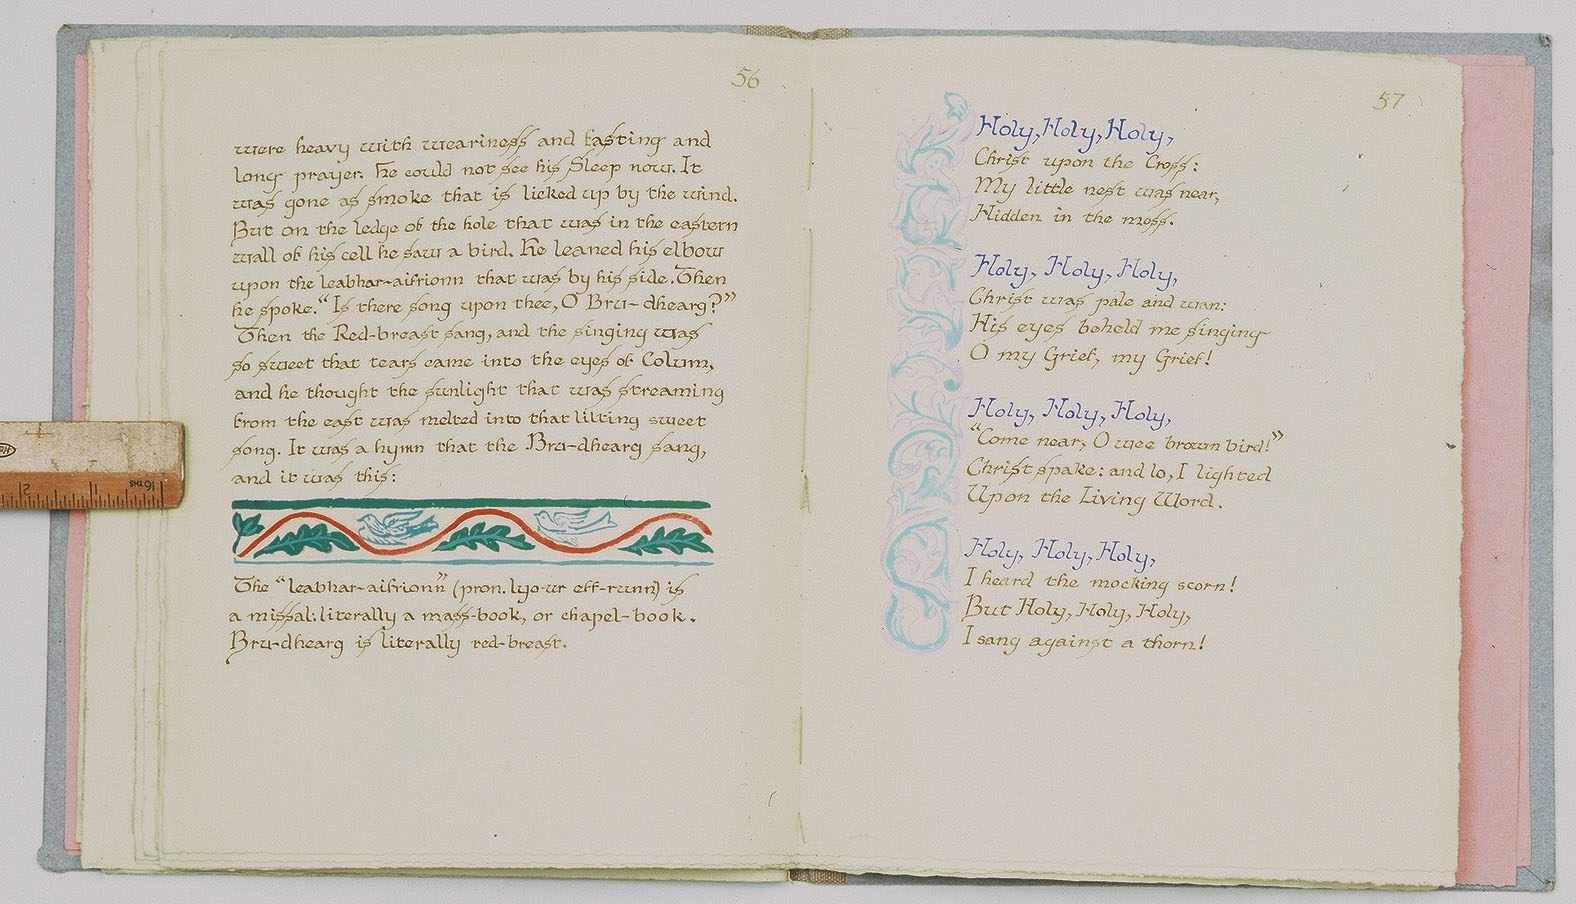 56
were heavy with weariness and fasting and
long prayer. He could not see his Sleep now. It
was gone as smoke that is licked up by the wind.
But on the ledge of the hole that was in the eastern
wall of his cell he saw a bird. He leaned his elbow
upon the leabhar-aifrionn that was by his side. Then
he spoke. “Is there song upon thee, O Bru-dhearg?”
Then the Red-breast sang, and the singing was
so sweet that tears came into the eyes of Colum,
and he thought the sunlight that was streaming
from the east was melted into that lilting sweet
song. It was a hymn that the Bru-dhearg sang,
and it was this:
The “leabhar-aifrionn” (pron. lyo-ur eff-runn) is
a missal: literally a mass-book, or chapel-book.
Bru-dhearg is literally red-breast.
57
Holy, Holy, Holy,
Christ upon the Cross:
My little nest was near,
Hidden in the moss.
Holy, Holy, Holy,
Christ was pale and wan:
His eyes beheld me singing
O my Grief, my Grief!
Holy, Holy, Holy,
“Come near, O wee brown bird!”
Christ spake: and lo, I lighted
Upon the Living Word.
Holy, Holy, Holy,
I heard the mocking scorn!
But Holy, Holy, Holy,
I sang against a thorn!
2 1 16THS